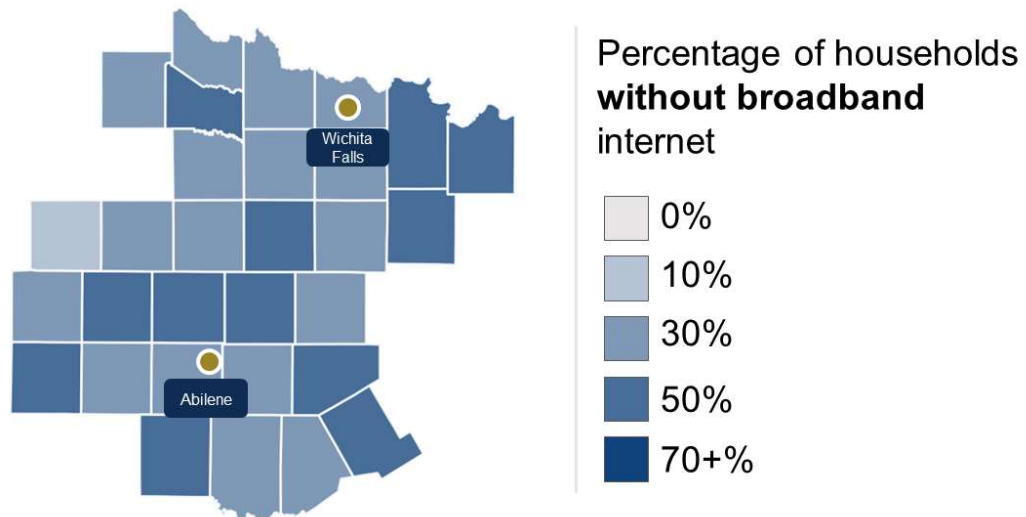 Wichita
Falls
Abilene
Percentage of households
without broadband
internet
0%
10%
30%
50%
70+%